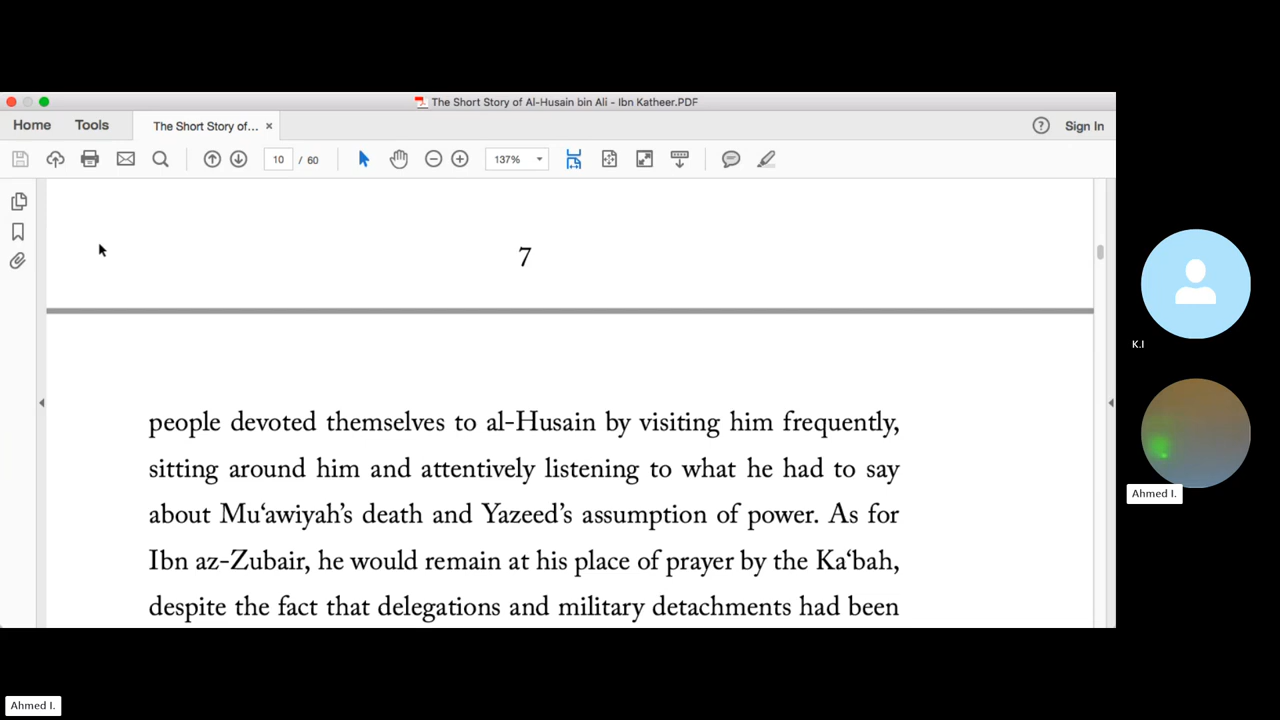 The Short Story of Al-Husain bin Ali - Ibn Katheer.PDF
Home Tools The Short Story of... × ? Sign In
10 / 60 137%
7
people devoted themselves to al-Husain by visiting him frequently,
sitting around him and attentively listening to what he had to say
about Mu‘awiyah’s death and Yazeed’s assumption of power. As for
Ibn az-Zubair, he would remain at his place of prayer by the Ka‘bah,
despite the fact that delegations and military detachments had been
K.I
Ahmed I.
Ahmed I.